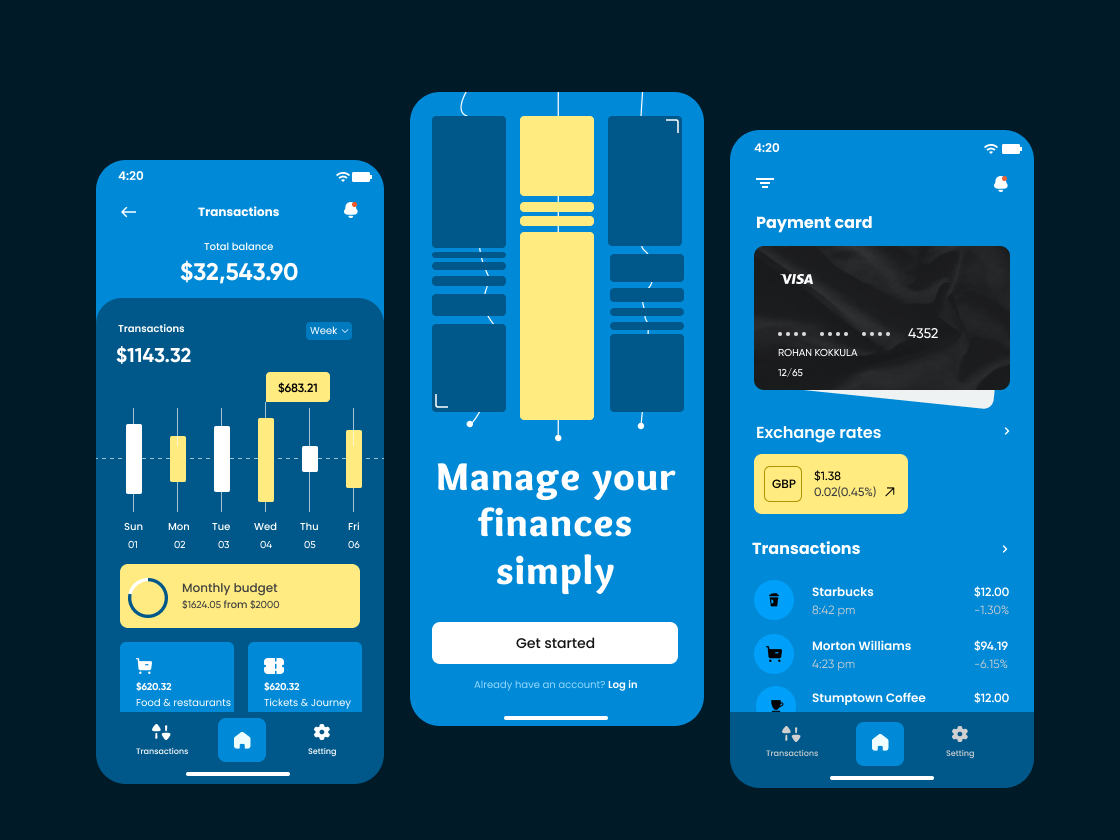 4:20
Transactions
Total balance
$32,543.90
Transactions
Week
$1143.32
$683.21
Sun Mon Tue Wed Thu Fri
01 02 03 04 05 06
Monthly budget
$1624.05 from $2000
$620.32
Food & restaurants
$620.32
Tickets & Journey
Transactions
Setting
Manage your
finances
simply
Get started
Already have an account? Log in
4:20
Payment card
VISA
4352
ROHAN KOKKULA
12/65
Exchange rates
GBP
$1.38
0.02(0.45%)
Transactions
Starbucks $12.00
8:42 pm -1.30%
Morton Williams $94.19
4:23 pm -6.15%
Stumptown Coffee $12.00
Transactions
Setting